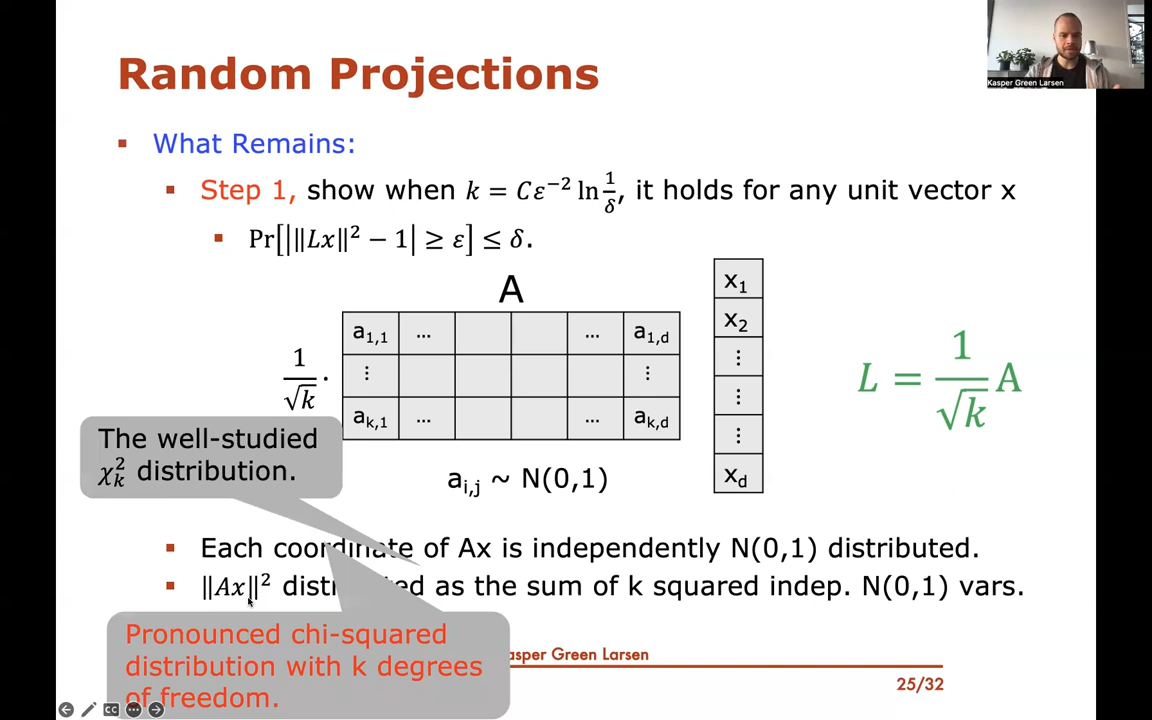 Random Projections
Kasper Green Larsen
What Remains:
Step 1, show when k = Cε⁻² ln 1/δ, it holds for any unit vector x
Pr[|‖Lx‖² − 1| ≥ ε] ≤ δ.
A
1/√k ·
a1,1 ... ... a1,d
⋮ ⋮
ak,1 ... ... ak,d
x1
x2
⋮
⋮
⋮
xd
L = 1/√k A
The well-studied
χ²k distribution.
ai,j ~ N(0,1)
Each coordinate of Ax is independently N(0,1) distributed.
‖Ax‖² distr ed as the sum of k squared indep. N(0,1) vars.
Pronounced chi-squared
distribution with k degrees
of freedom.
asper Green Larsen
25/32
CC